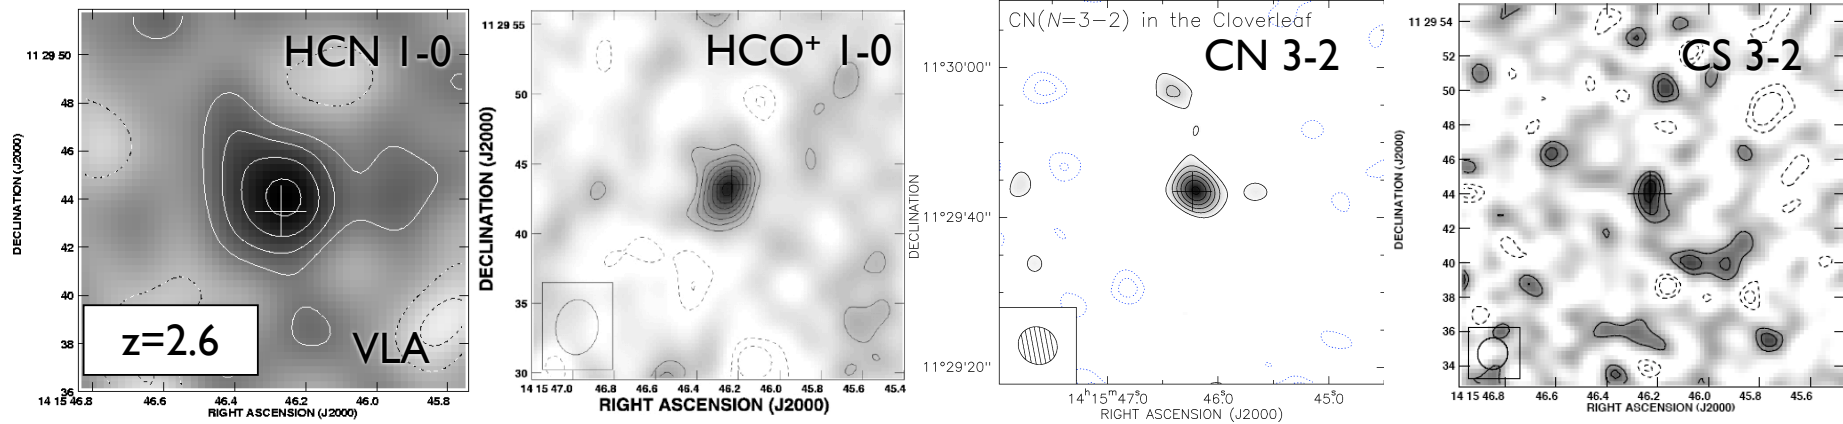 HCN 1-0
11 29 50
48
46
44
42
40
38
36
z=2.6
VLA
14 15 46.8
46.6
46.4
46.2
46.0
45.8
RIGHT ASCENSION (J2000)
DECLINATION (J2000)
HCO+ 1-0
11 29 55
50
45
40
35
30
14 15 47.0
46.8
46.6
46.4
46.2
46.0
45.8
45.6
45.4
RIGHT ASCENSION (J2000)
DECLINATION (J2000)
CN(N=3−2) in the Cloverleaf
CN 3-2
11°30'00"
11°29'40"
11°29'20"
14h15m47s.0
46s.0
45s.0
RIGHT ASCENSION (J2000)
DECLINATION
CS 3-2
11 29 54
52
50
48
46
44
42
40
38
36
34
14 15 46.8
46.6
46.4
46.2
46.0
45.8
45.6
RIGHT ASCENSION (J2000)
DECLINATION (J2000)